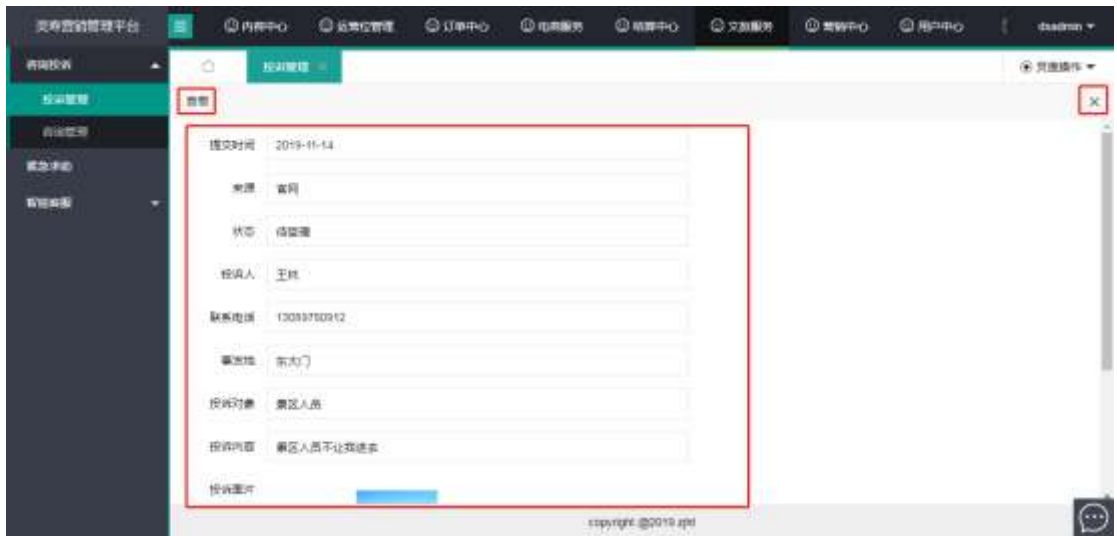 灵寿营销管理平台
内容中心
运营位管理
订单中心
电商服务
结算中心
文旅服务
营销中心
用户中心
dsadmin
咨询投诉
投诉管理
页面操作
投诉管理
查看
咨询管理
紧急求助
智能客服
提交时间 2019-11-14
来源 官网
状态 待受理
投诉人
联系电话
事发地 东大门
投诉对象 景区人员
投诉内容 景区人员不让我进去
投诉图片
copyright @2019 zjhl